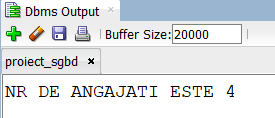 Dbms Output ×
Buffer Size: 20000
proiect_sgbd ×
NR DE ANGAJATI ESTE 4